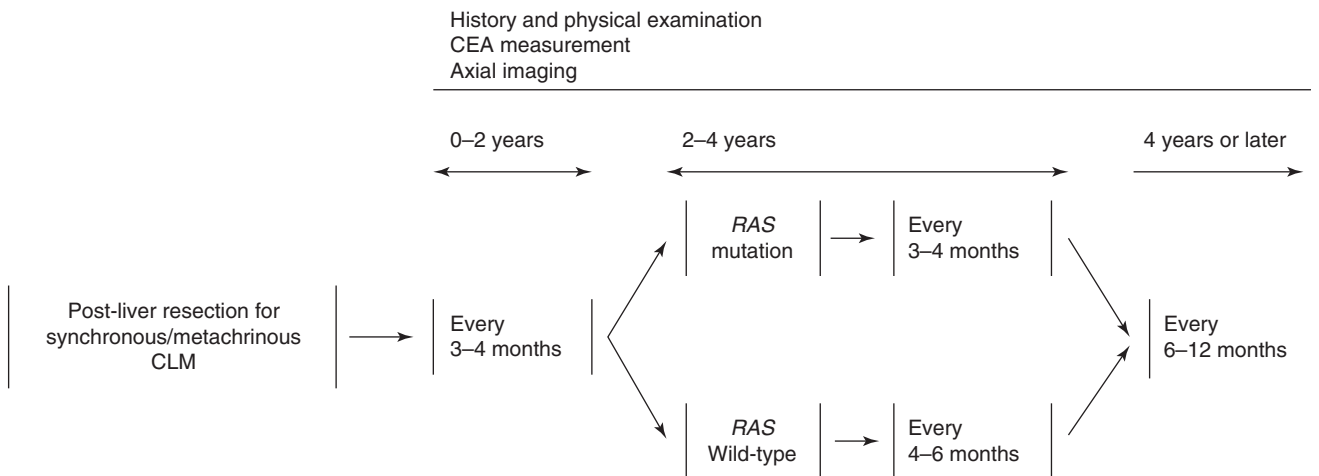 History and physical examination
CEA measurement
Axial imaging
0–2 years
2–4 years
4 years or later
RAS
mutation
Every
3–4 months
Post-liver resection for
synchronous/metachrinous
CLM
Every
3–4 months
Every
6–12 months
RAS
Wild-type
Every
4–6 months